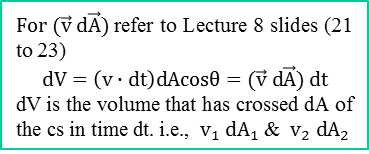 For (v⃗ dA⃗) refer to Lecture 8 slides (21
to 23)
dV = (v · dt)dAcosθ = (v⃗ dA⃗) dt
dV is the volume that has crossed dA of
the cs in time dt. i.e., v₁ dA₁ & v₂ dA₂